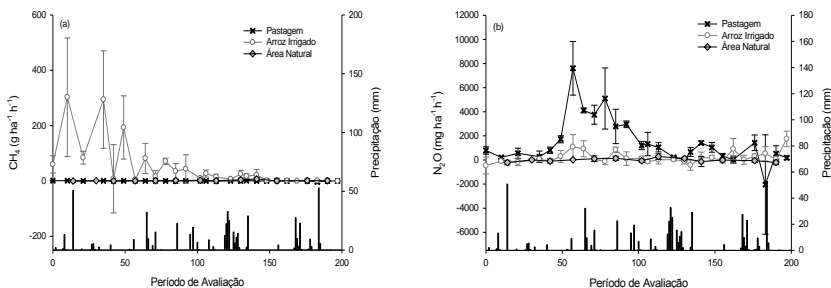 (a)
Pastagem
Arroz Irrigado
Área Natural
CH₄ (g ha⁻¹ h⁻¹)
600
400
200
0
-200
Precipitação (mm)
200
150
100
50
0
0 50 100 150 200
Período de Avaliação
(b)
Pastagem
Arroz Irrigado
Área Natural
N₂O (mg ha⁻¹ h⁻¹)
12000
10000
8000
6000
4000
2000
0
-2000
-4000
-6000
Precipitação (mm)
180
160
140
120
100
80
60
40
20
0
0 50 100 150 200
Período de Avaliação